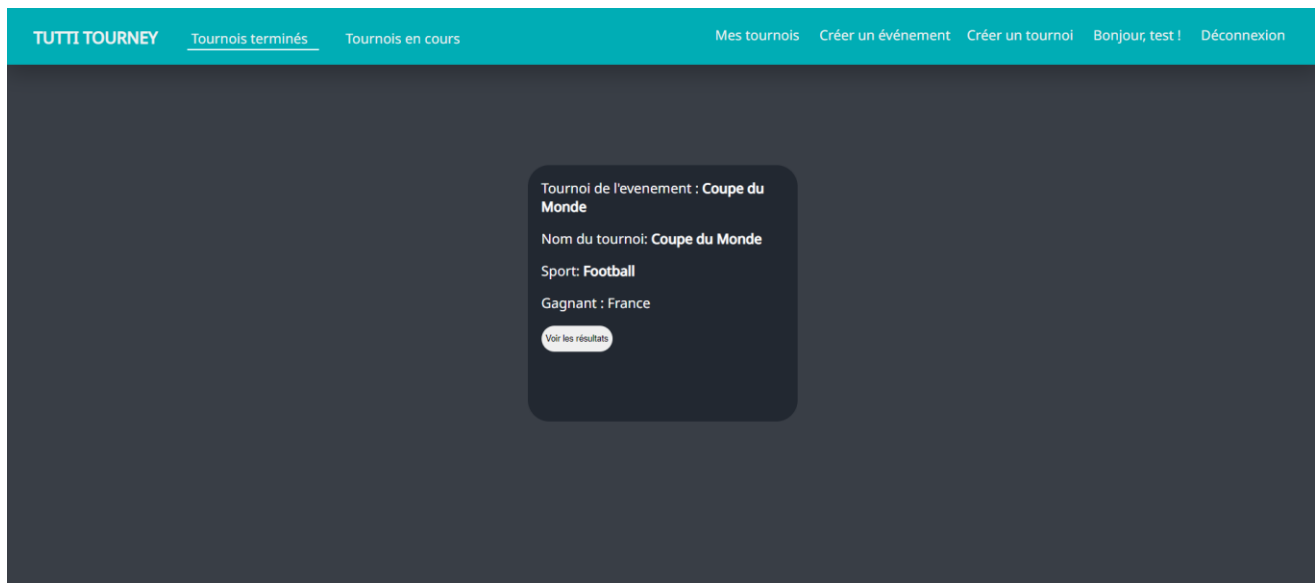 TUTTI TOURNEY Tournois terminés Tournois en cours Mes tournois Créer un événement Créer un tournoi Bonjour, test ! Déconnexion
Tournoi de l'evenement : Coupe du
Monde
Nom du tournoi: Coupe du Monde
Sport: Football
Gagnant : France
Voir les résultats